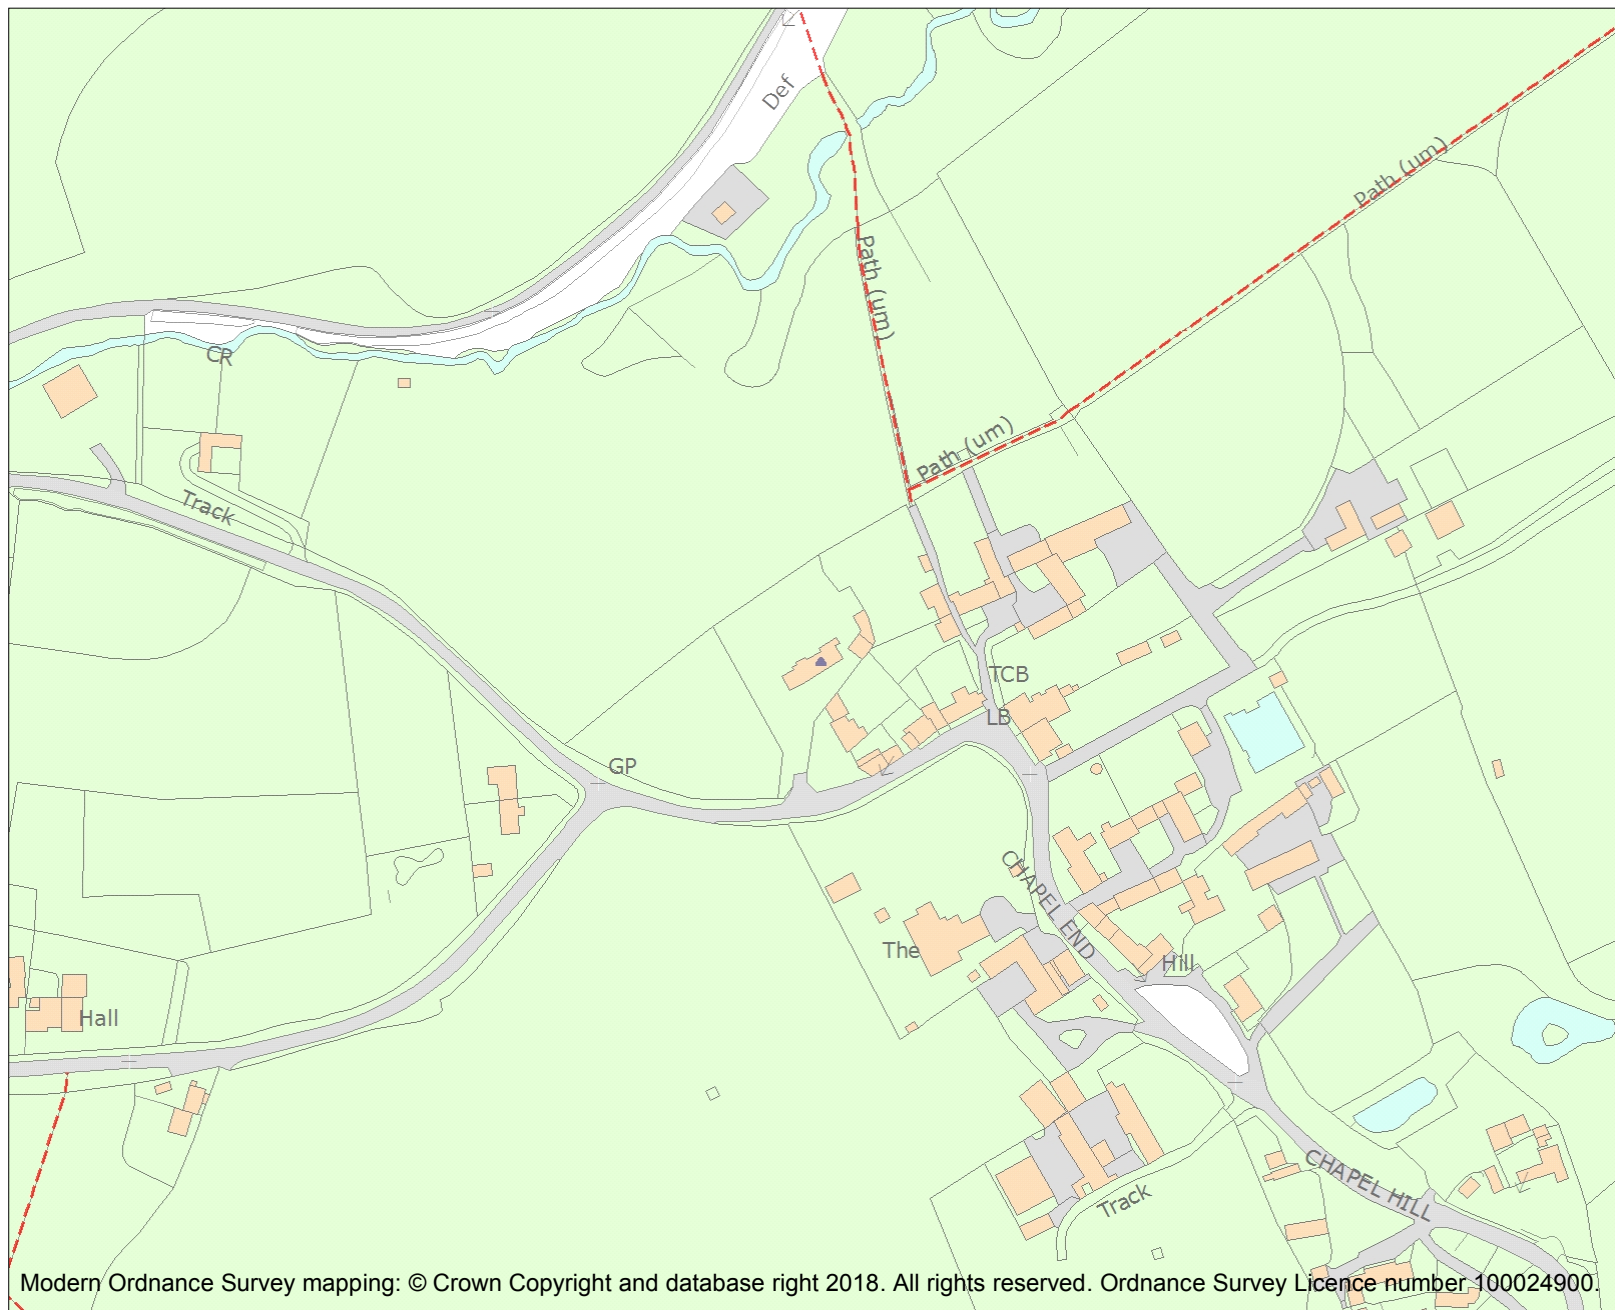 Def
Path (um)
Path (um)
CR
Path (um)
Track
TCB
LB
GP
CHAPEL END
The
Hill
Hall
CHAPEL HILL
Track
Modern Ordnance Survey mapping: © Crown Copyright and database right 2018. All rights reserved. Ordnance Survey Licence number 100024900.